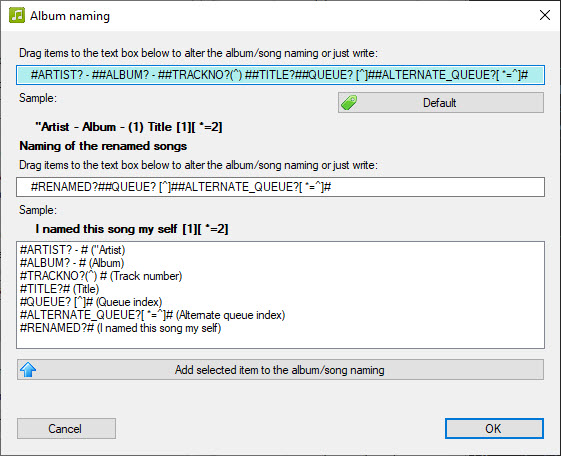 Album naming
Drag items to the text box below to alter the album/song naming or just write:
#ARTIST? - ##ALBUM? - ##TRACKNO?(^) ##TITLE?##QUEUE? [^]##ALTERNATE_QUEUE?[ *=^]#
Sample:
Default
"Artist - Album - (1) Title [1][ *=2]
Naming of the renamed songs
Drag items to the text box below to alter the album/song naming or just write:
#RENAMED?##QUEUE? [^]##ALTERNATE_QUEUE?[ *=^]#
Sample:
I named this song my self [1][ *=2]
#ARTIST? - # ("Artist)
#ALBUM? - # (Album)
#TRACKNO?(^) # (Track number)
#TITLE?# (Title)
#QUEUE? [^]# (Queue index)
#ALTERNATE_QUEUE?[ *=^]# (Alternate queue index)
#RENAMED?# (I named this song my self)
Add selected item to the album/song naming
Cancel
OK